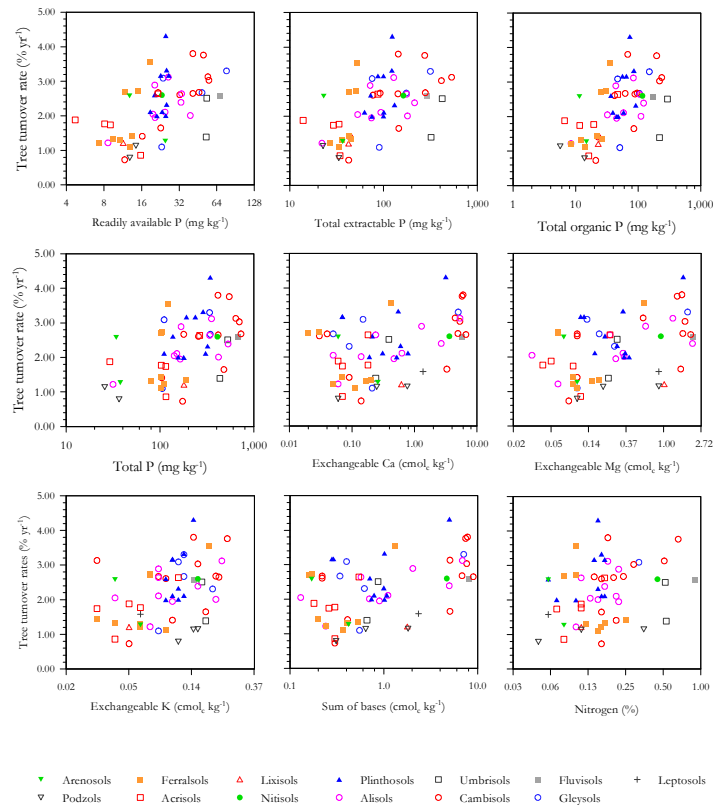 Tree turnover rate (% yr-1)
5.00
4.00
3.00
2.00
1.00
0.00
4 8 16 32 64 128
Readily available P (mg kg-1)
10 100 1,000
Total extractable P (mg kg-1)
1 10 100 1,000
Total organic P (mg kg-1)
Tree turnover rate (% yr-1)
5.00
4.00
3.00
2.00
1.00
0.00
10 100 1,000
Total P (mg kg-1)
0.01 0.10 1.00 10.00
Exchangeable Ca (cmolc kg-1)
0.02 0.05 0.14 0.37 1.00 2.72
Exchangeable Mg (cmolc kg-1)
Tree turnover rates (% yr-1)
5.00
4.00
3.00
2.00
1.00
0.00
0.02 0.05 0.14 0.37
Exchangeable K (cmolc kg-1)
0.1 1.0 10.0
Sum of bases (cmolc kg-1)
0.03 0.06 0.13 0.25 0.50 1.00
Nitrogen (%)
Arenosols Ferralsols Lixisols Plinthosols Umbrisols Fluvisols Leptosols
Podzols Acrisols Nitisols Alisols Cambisols Gleysols